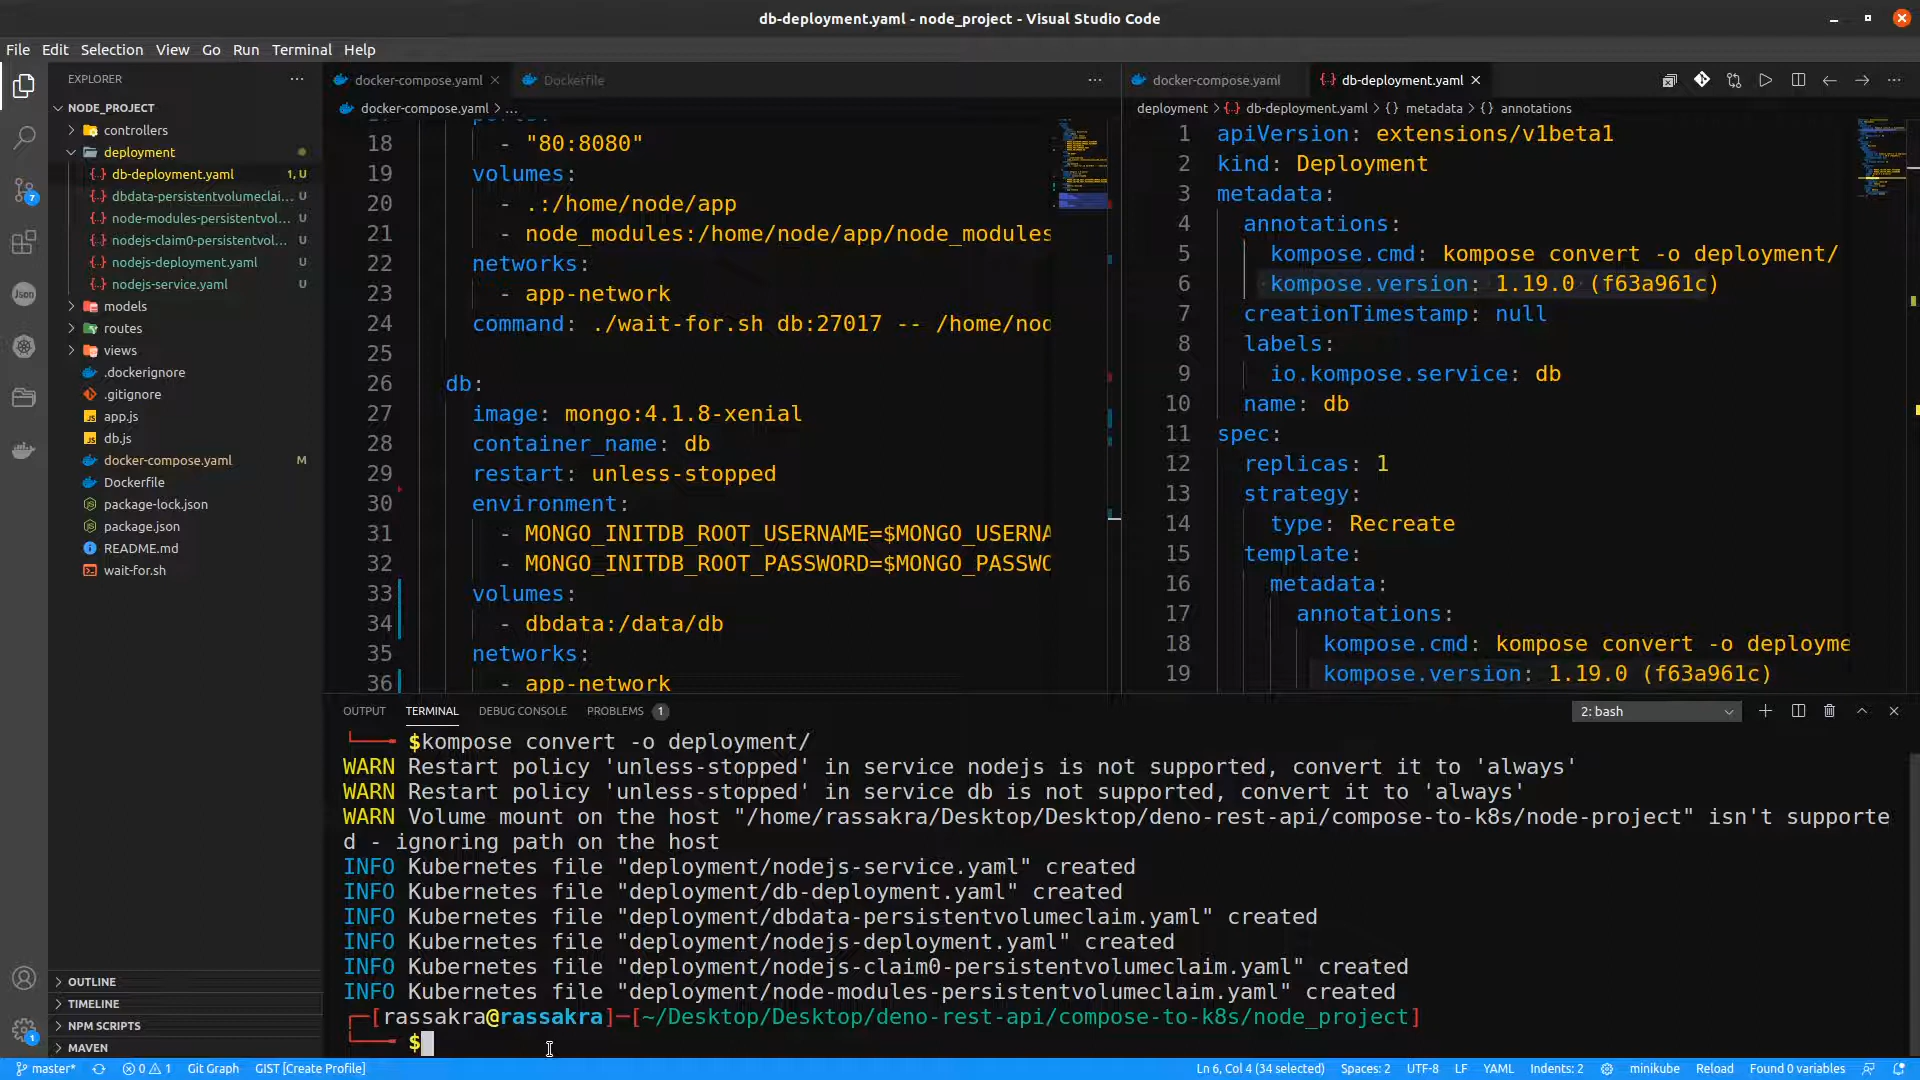 db-deployment.yaml - node_project - Visual Studio Code
File Edit Selection View Go Run Terminal Help
EXPLORER
NODE_PROJECT
controllers
deployment
db-deployment.yaml 1, U
dbdata-persistentvolumeclai... U
node-modules-persistentvol... U
nodejs-claim0-persistentvol... U
nodejs-deployment.yaml U
nodejs-service.yaml U
models
routes
views
.dockerignore
.gitignore
app.js
db.js
docker-compose.yaml M
Dockerfile
package-lock.json
package.json
README.md
wait-for.sh
OUTLINE
TIMELINE
NPM SCRIPTS
MAVEN
7
Json
1
docker-compose.yaml Dockerfile
docker-compose.yaml > ...
18 - "80:8080"
19 volumes:
20 - .:/home/node/app
21 - node_modules:/home/node/app/node_modules
22 networks:
23 - app-network
24 command: ./wait-for.sh db:27017 -- /home/nod
25
26 db:
27 image: mongo:4.1.8-xenial
28 container_name: db
29 restart: unless-stopped
30 environment:
31 - MONGO_INITDB_ROOT_USERNAME=$MONGO_USERNA
32 - MONGO_INITDB_ROOT_PASSWORD=$MONGO_PASSWO
33 volumes:
34 - dbdata:/data/db
35 networks:
36 - app-network
docker-compose.yaml db-deployment.yaml
deployment > db-deployment.yaml > {} metadata > {} annotations
1 apiVersion: extensions/v1beta1
2 kind: Deployment
3 metadata:
4 annotations:
5 kompose.cmd: kompose convert -o deployment/
6 kompose.version: 1.19.0 (f63a961c)
7 creationTimestamp: null
8 labels:
9 io.kompose.service: db
10 name: db
11 spec:
12 replicas: 1
13 strategy:
14 type: Recreate
15 template:
16 metadata:
17 annotations:
18 kompose.cmd: kompose convert -o deployme
19 kompose.version: 1.19.0 (f63a961c)
OUTPUT TERMINAL DEBUG CONSOLE PROBLEMS 1
2: bash
$kompose convert -o deployment/
WARN Restart policy 'unless-stopped' in service nodejs is not supported, convert it to 'always'
WARN Restart policy 'unless-stopped' in service db is not supported, convert it to 'always'
WARN Volume mount on the host "/home/rassakra/Desktop/Desktop/deno-rest-api/compose-to-k8s/node-project" isn't supporte
d - ignoring path on the host
INFO Kubernetes file "deployment/nodejs-service.yaml" created
INFO Kubernetes file "deployment/db-deployment.yaml" created
INFO Kubernetes file "deployment/dbdata-persistentvolumeclaim.yaml" created
INFO Kubernetes file "deployment/nodejs-deployment.yaml" created
INFO Kubernetes file "deployment/nodejs-claim0-persistentvolumeclaim.yaml" created
INFO Kubernetes file "deployment/node-modules-persistentvolumeclaim.yaml" created
[rassakra@rassakra]─[~/Desktop/Desktop/deno-rest-api/compose-to-k8s/node_project]
$
master* 0 1 Git Graph GIST [Create Profile] Ln 6, Col 4 (34 selected) Spaces: 2 UTF-8 LF YAML Indents: 2 minikube Reload Found 0 variables